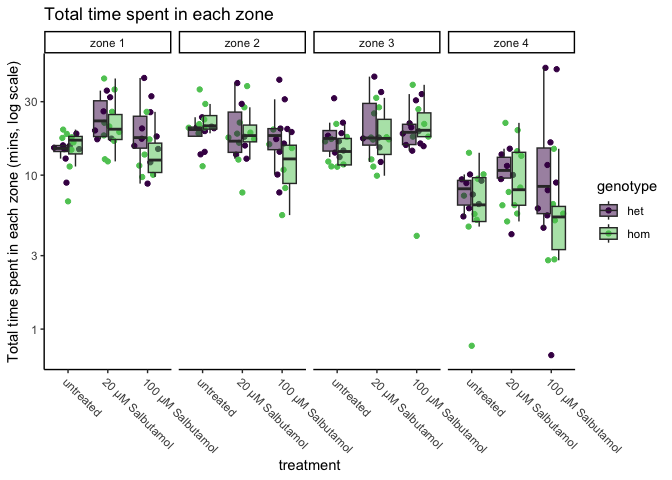 Total time spent in each zone
zone 1
zone 2
zone 3
zone 4
Total time spent in each zone (mins, log scale)
30
10
3
1
untreated
20 µM Salbutamol
100 µM Salbutamol
untreated
20 µM Salbutamol
100 µM Salbutamol
untreated
20 µM Salbutamol
100 µM Salbutamol
untreated
20 µM Salbutamol
100 µM Salbutamol
treatment
genotype
het
hom